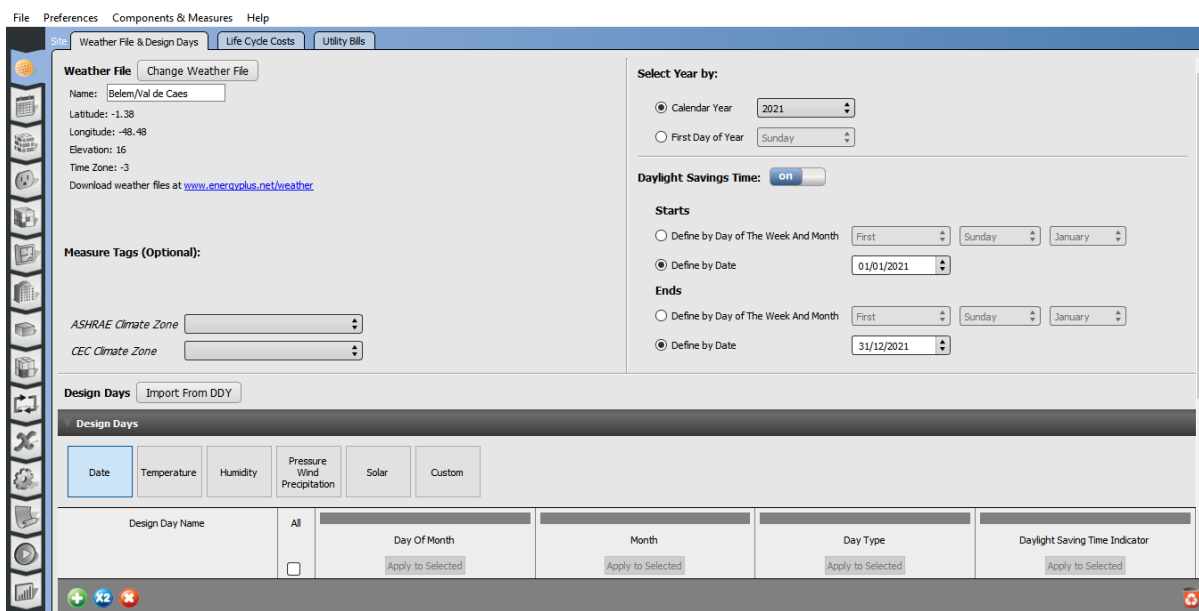 File Preferences Components & Measures Help
Site Weather File & Design Days Life Cycle Costs Utility Bills
Weather File Change Weather File
Name: Belem/Val de Caes
Latitude: -1.38
Longitude: -48.48
Elevation: 16
Time Zone: -3
Download weather files at www.energyplus.net/weather
Measure Tags (Optional):
ASHRAE Climate Zone
CEC Climate Zone
Select Year by:
Calendar Year 2021
First Day of Year Sunday
Daylight Savings Time: on
Starts
Define by Day of The Week And Month First Sunday January
Define by Date 01/01/2021
Ends
Define by Day of The Week And Month First Sunday January
Define by Date 31/12/2021
Design Days Import From DDY
Design Days
Date Temperature Humidity Pressure Wind Precipitation Solar Custom
Design Day Name All Day Of Month Month Day Type Daylight Saving Time Indicator
Apply to Selected Apply to Selected Apply to Selected Apply to Selected
X2